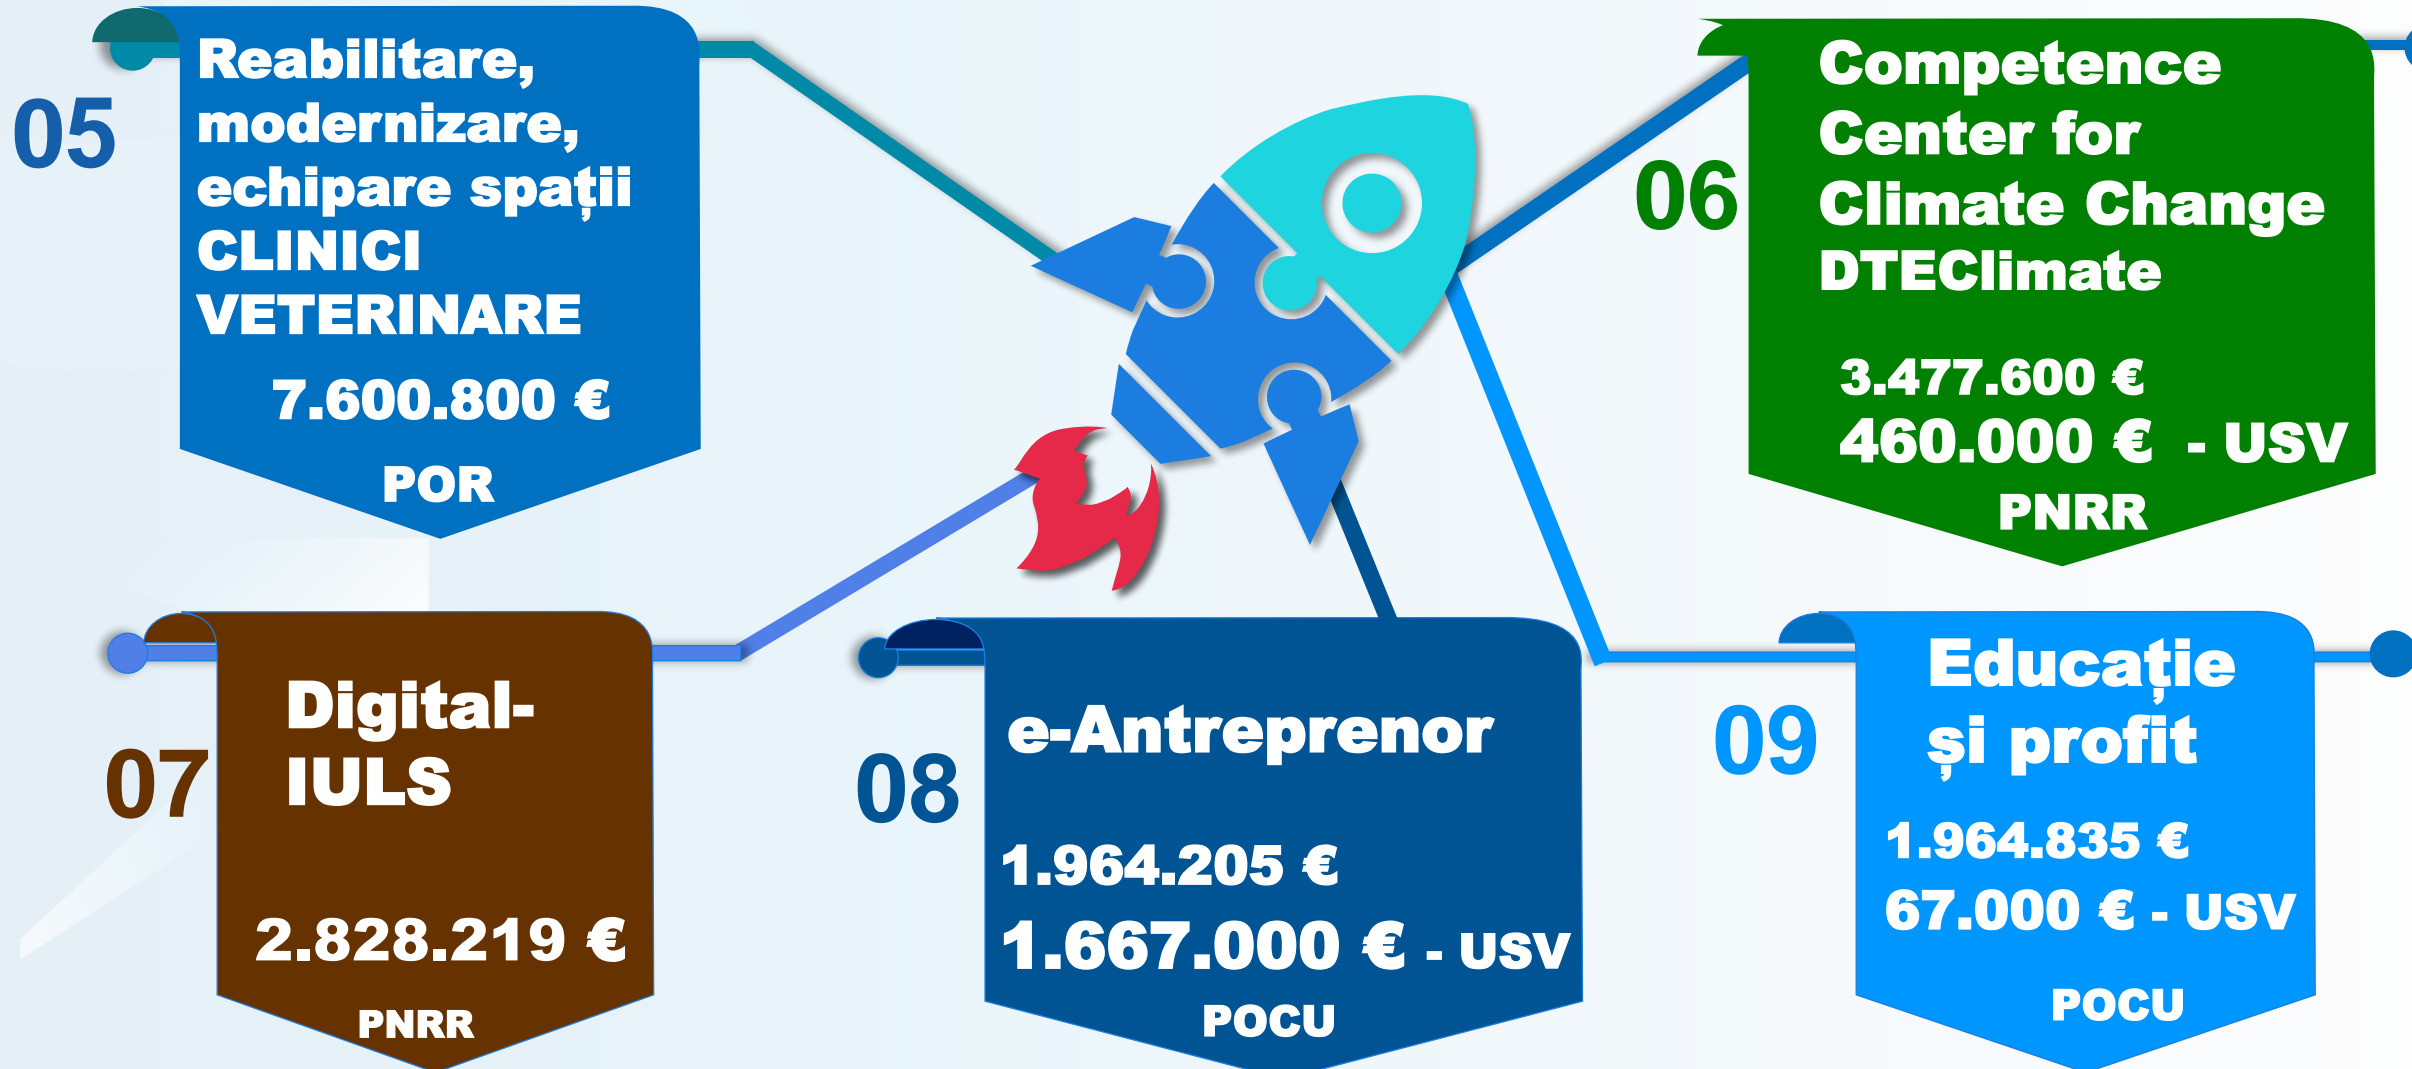 05
Reabilitare,
modernizare,
echipare spații
CLINICI
VETERINARE
7.600.800 €
POR
06
Competence
Center for
Climate Change
DTEClimate
3.477.600 €
460.000 € - USV
PNRR
07
Digital-
IULS
2.828.219 €
PNRR
08
e-Antreprenor
1.964.205 €
1.667.000 € - USV
POCU
09
Educație
și profit
1.964.835 €
67.000 € - USV
POCU